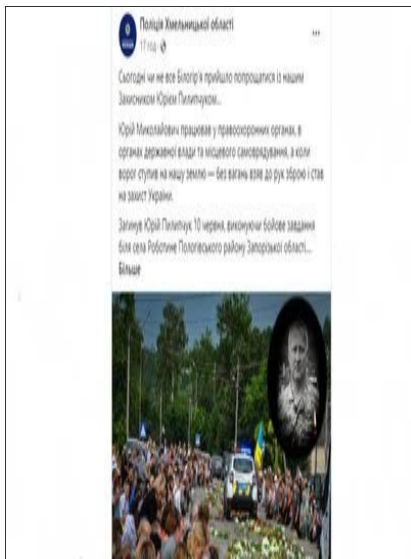 Поліція Хмельницької області
17 год ·
Сьогодні чи не все Білогір'я прийшло попрощатися із нашим
Захисником Юрієм Пилипчуком...
Юрій Миколайович працював у правоохоронних органах, в
органах державної влади та місцевого самоврядування, а коли
ворог ступив на нашу землю — без вагань взяв до рук зброю і став
на захист України.
Загинув Юрій Пилипчук 10 червня, виконуючи бойове завдання
біля села Роботине Пологівського району Запорізької області....
Більше